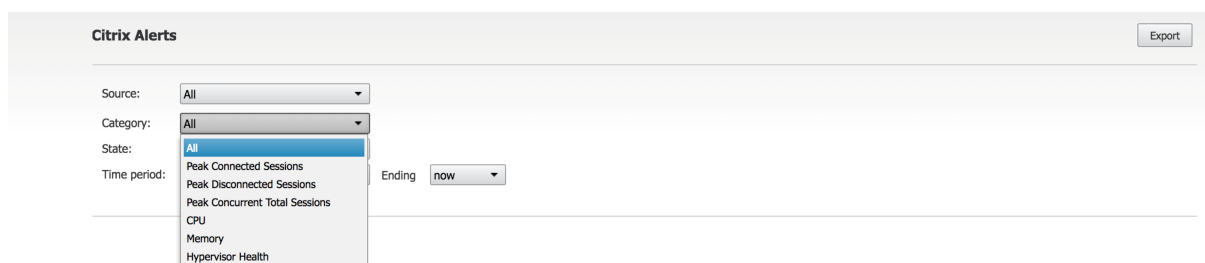 Citrix Alerts Export
Source: All
Category: All
State: All
Time period: Peak Connected Sessions Ending now
Peak Disconnected Sessions
Peak Concurrent Total Sessions
CPU
Memory
Hypervisor Health